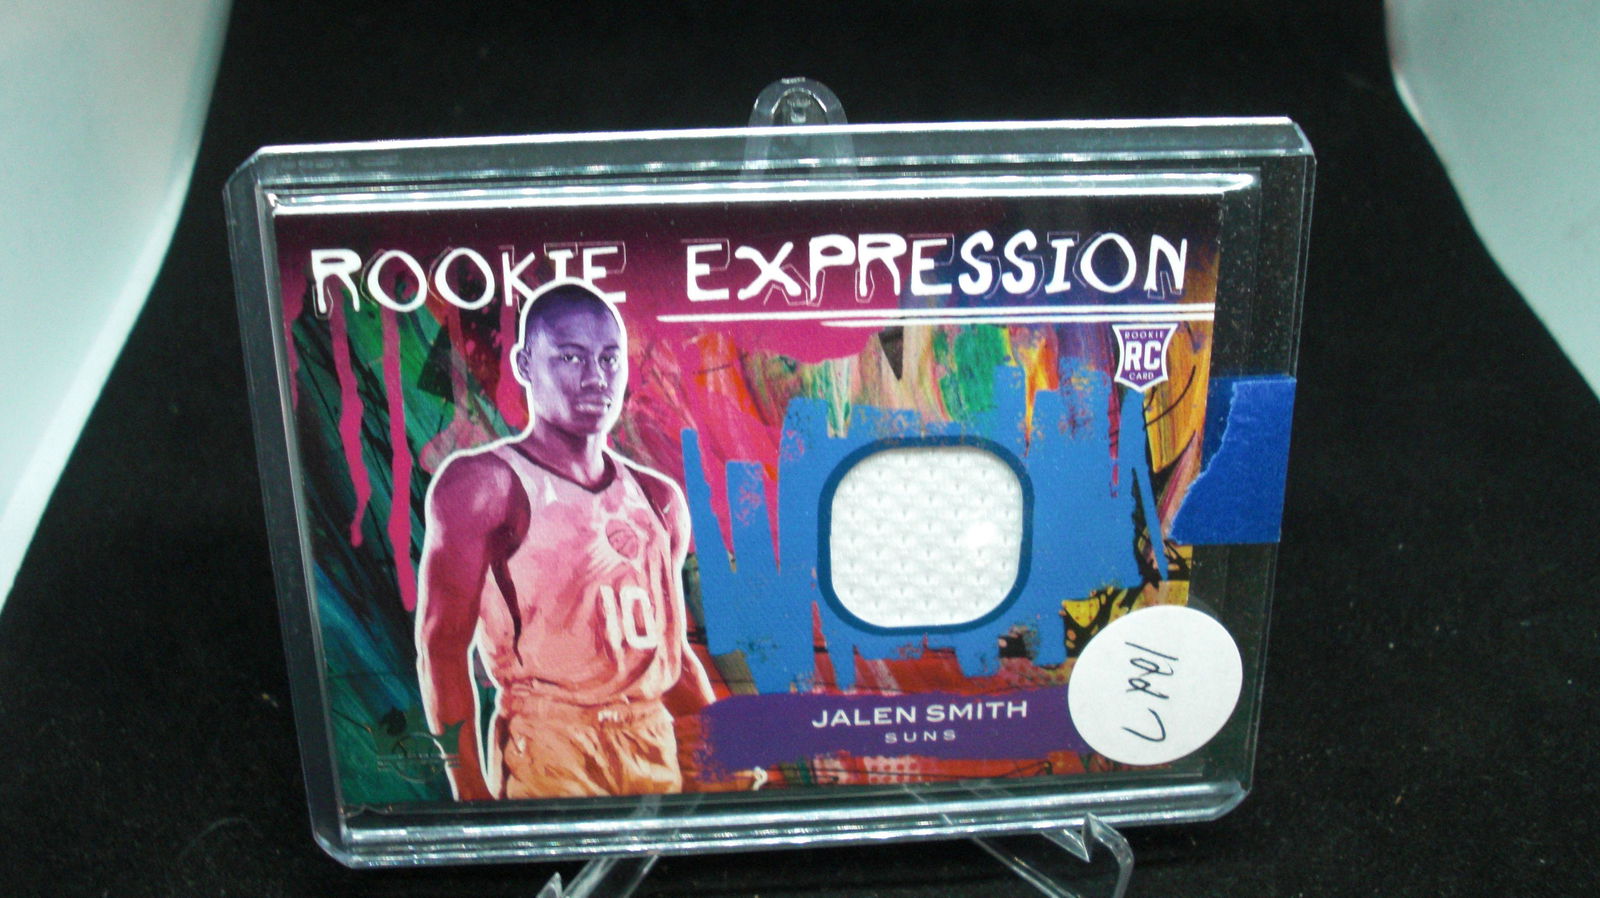 ROOKIE EXPRESSION
ROOKIE
RC
CARD
10
JALEN SMITH
SUNS